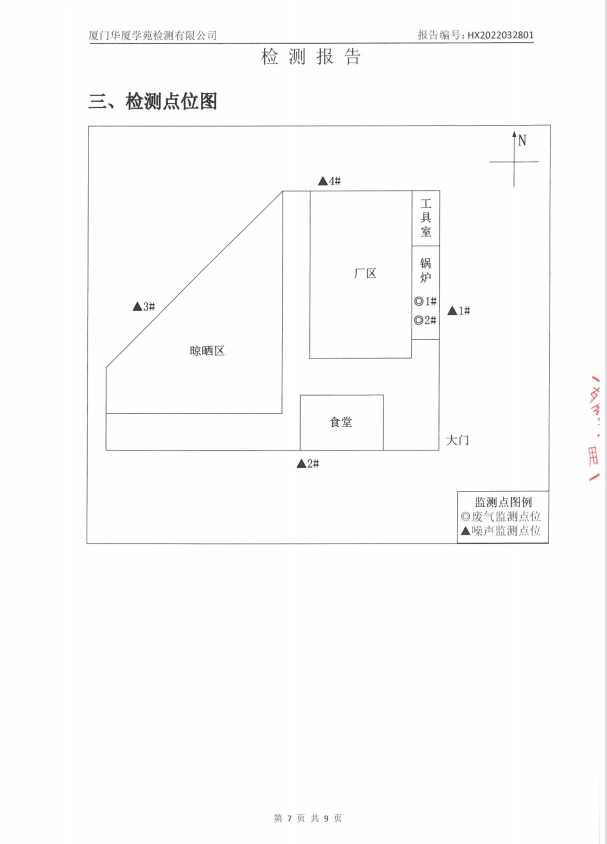 厦门华厦学苑检测有限公司 报告编号：HX2022032801
检测报告
三、检测点位图
N
▲4#
工具室
锅炉
厂区
◎1#
▲3#
▲1#
◎2#
晾晒区
食堂
大门
▲2#
监测点图例
◎废气监测点位
▲噪声监测点位
第 7 页 共 9 页